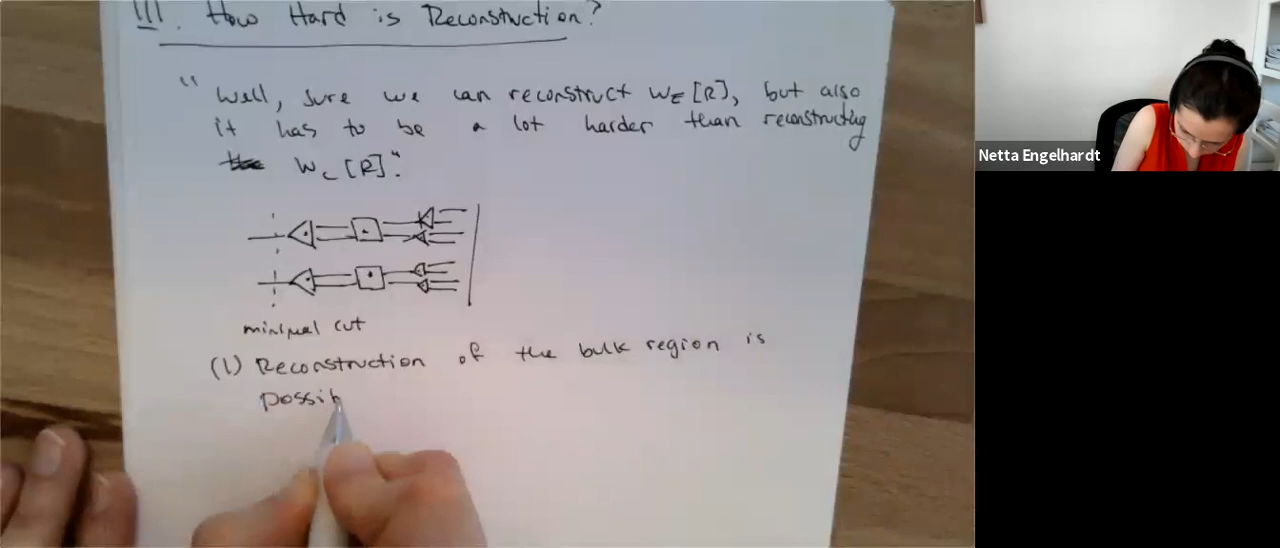 III. How Hard is Reconstruction?
"Well, sure we can reconstruct W_E[R], but also
it has to be a lot harder than reconstructing
W_C[R]."
minimal cut
(1) Reconstruction of the bulk region is
possib
Netta Engelhardt